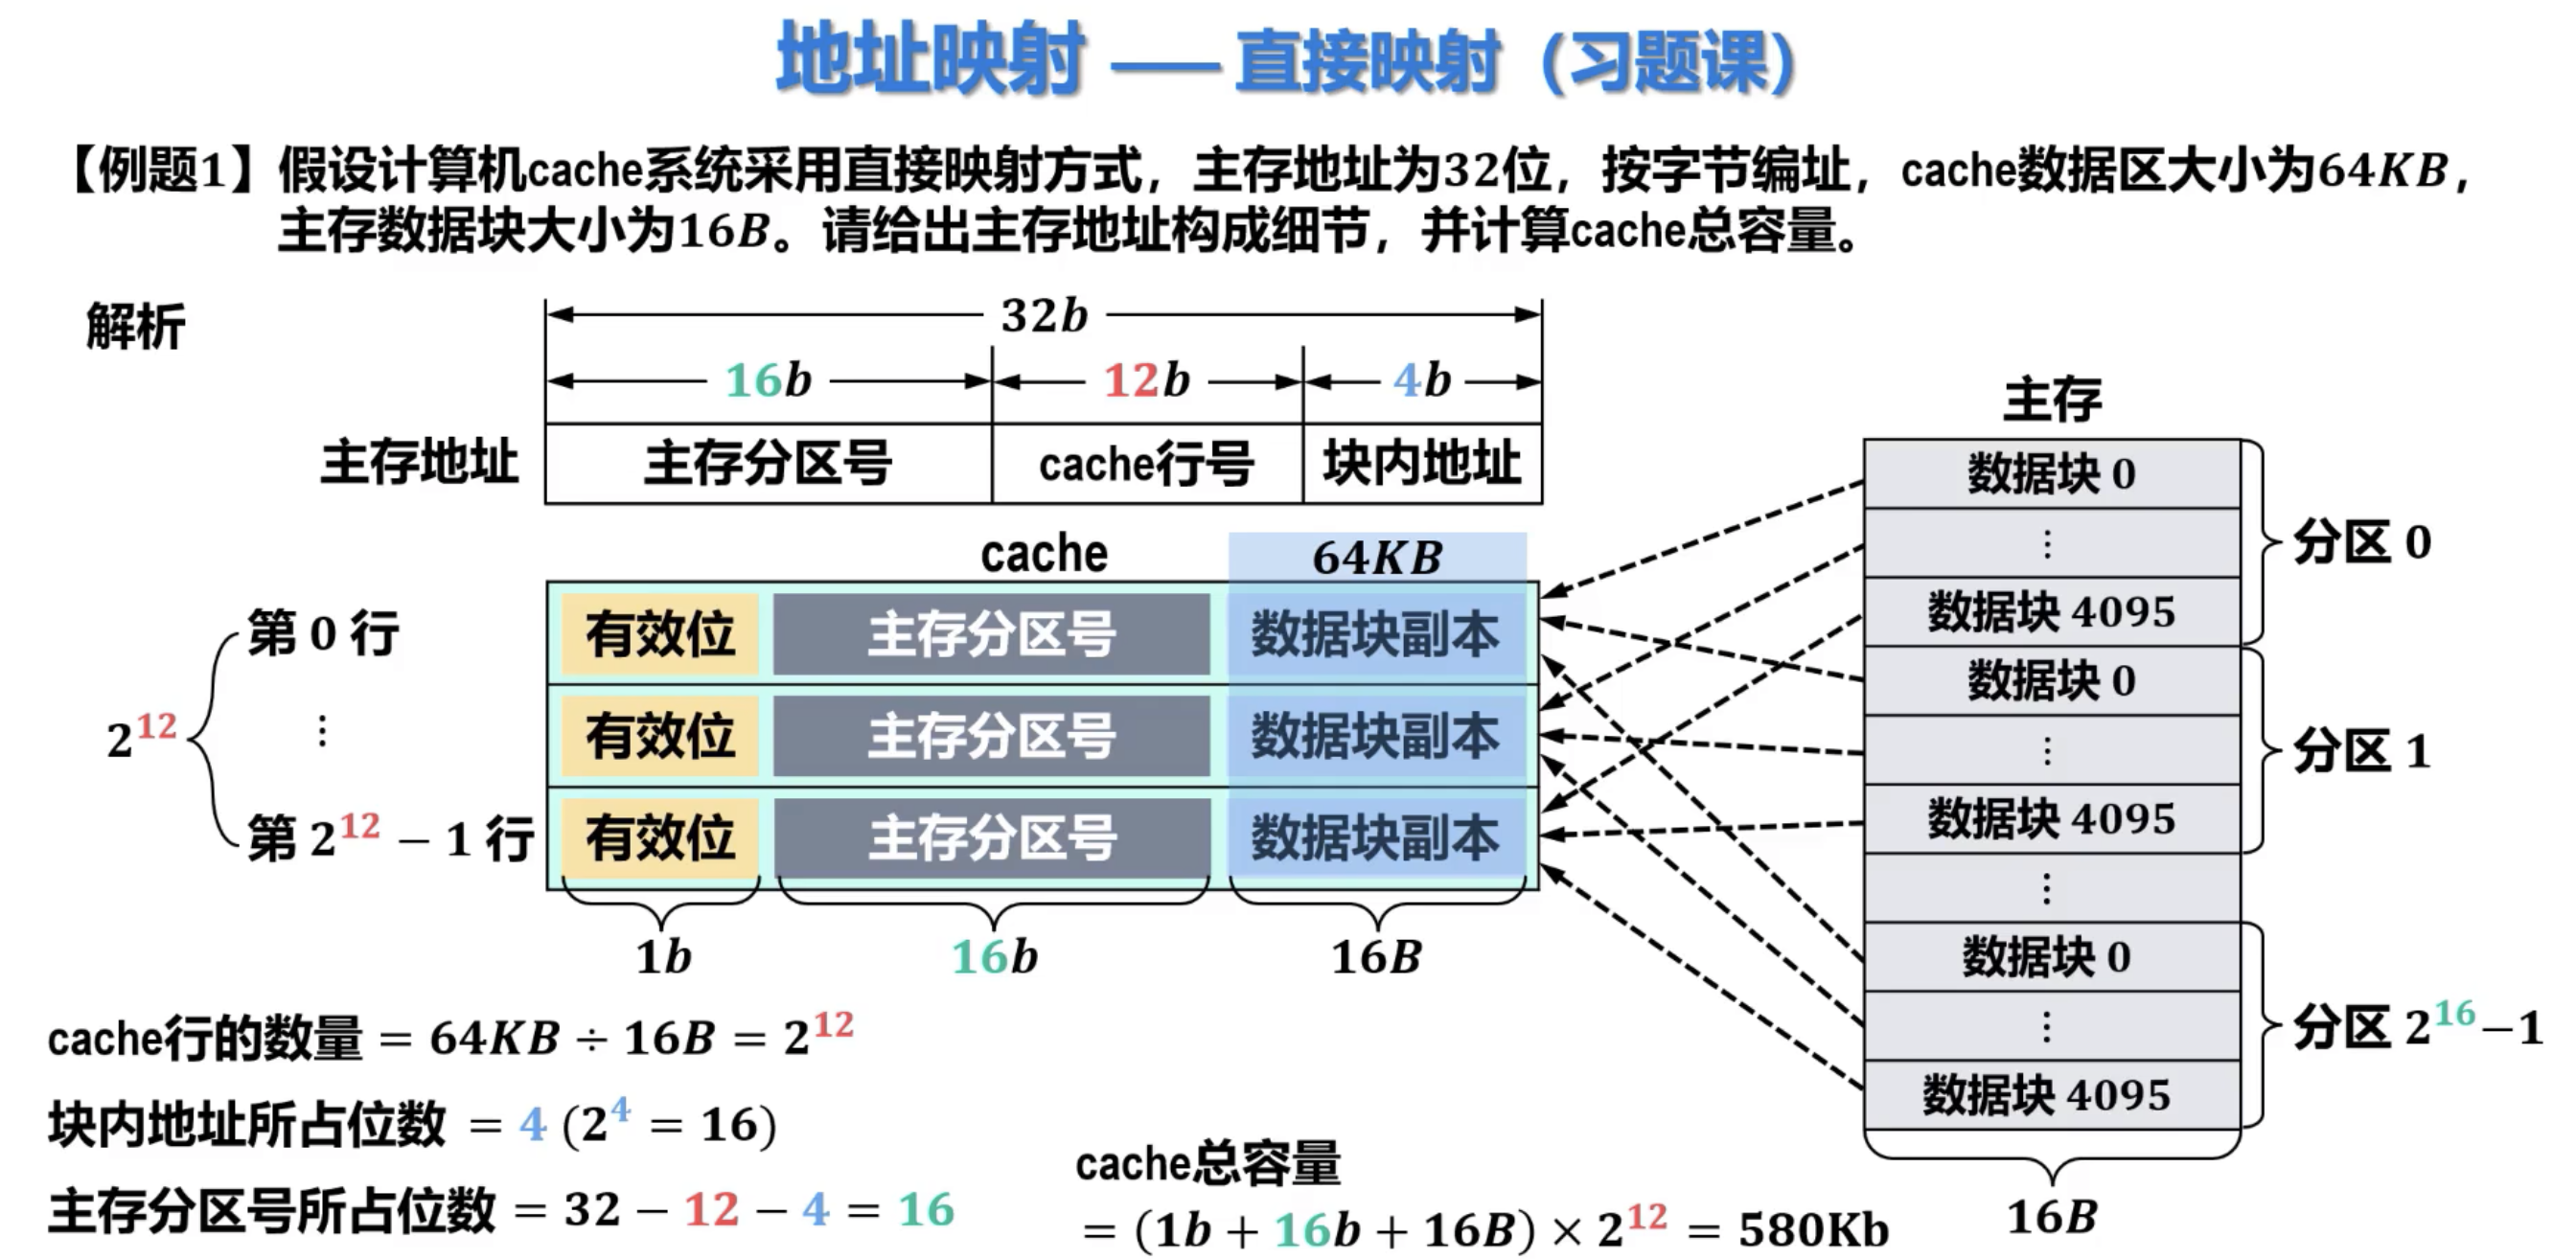 地址映射 —— 直接映射（习题课）
【例题1】假设计算机cache系统采用直接映射方式，主存地址为32位，按字节编址，cache数据区大小为64KB，
主存数据块大小为16B。请给出主存地址构成细节，并计算cache总容量。
解析
32b
16b 12b 4b
主存地址 主存分区号 cache行号 块内地址
cache 64KB
2^12
第 0 行 有效位 主存分区号 数据块副本
⋮ 有效位 主存分区号 数据块副本
第 2^12 − 1 行 有效位 主存分区号 数据块副本
1b 16b 16B
主存
数据块 0
⋮
数据块 4095
分区 0
数据块 0
⋮
数据块 4095
分区 1
⋮
数据块 0
⋮
数据块 4095
分区 2^16−1
16B
cache行的数量 = 64KB ÷ 16B = 2^12
块内地址所占位数 = 4 (2^4 = 16)
主存分区号所占位数 = 32 − 12 − 4 = 16
cache总容量
= (1b + 16b + 16B) × 2^12 = 580Kb